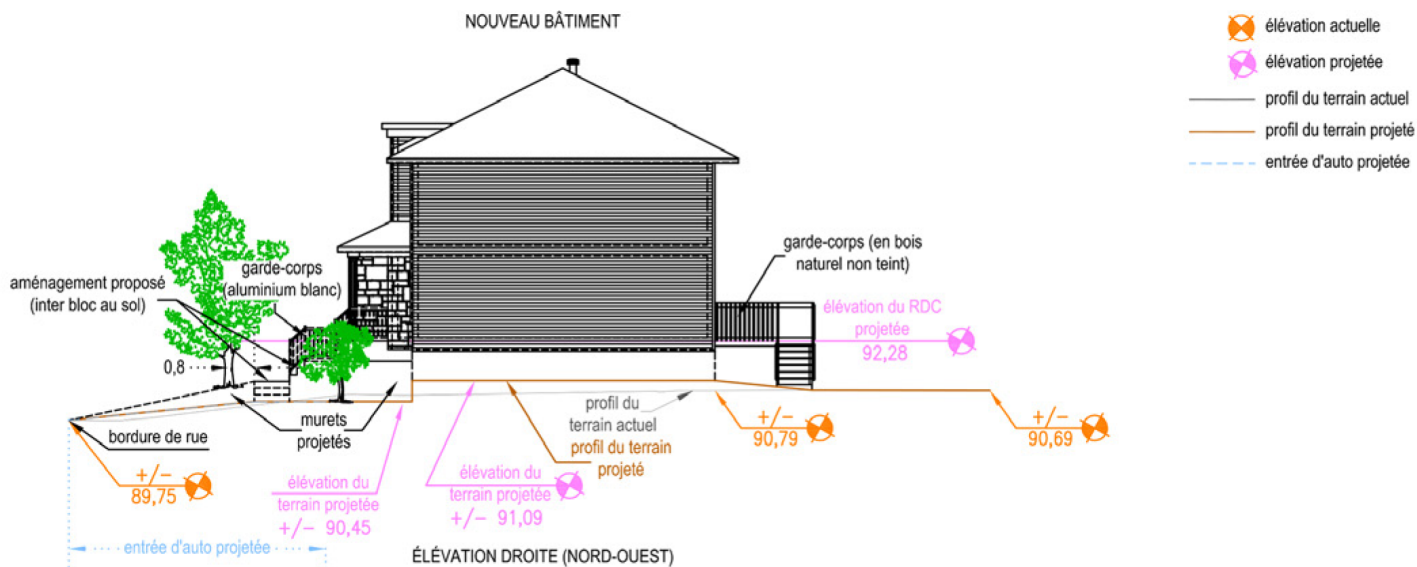 NOUVEAU BÂTIMENT
élévation actuelle
élévation projetée
profil du terrain actuel
profil du terrain projeté
entrée d'auto projetée
garde-corps (en bois
naturel non teint)
garde-corps
(aluminium blanc)
aménagement proposé
(inter bloc au sol)
élévation du RDC
projetée
92,28
0,8
profil du
terrain actuel
profil du terrain
projeté
murets
projetés
bordure de rue
+/-
90,79
+/-
90,69
+/-
89,75
élévation du
terrain projetée
+/- 90,45
élévation du
terrain projetée
+/- 91,09
entrée d'auto projetée
ÉLÉVATION DROITE (NORD-OUEST)